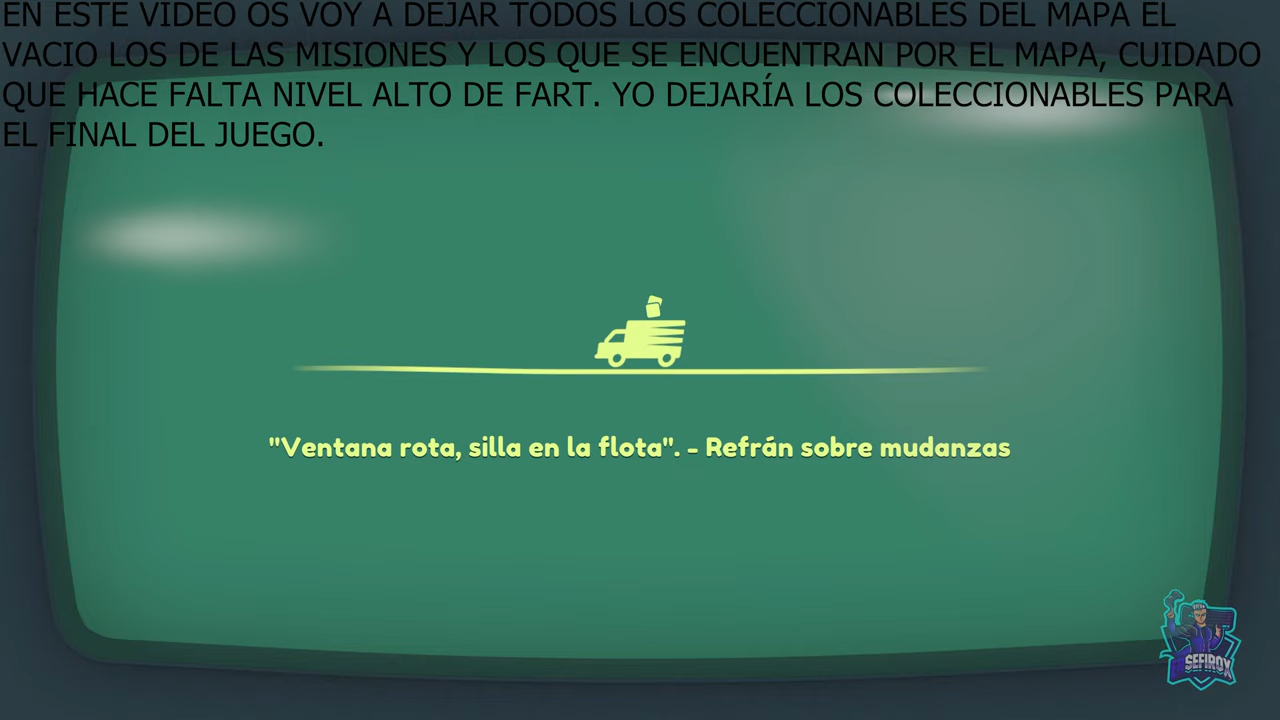 EN ESTE VIDEO OS VOY A DEJAR TODOS LOS COLECCIONABLES DEL MAPA EL
VACIO LOS DE LAS MISIONES Y LOS QUE SE ENCUENTRAN POR EL MAPA, CUIDADO
QUE HACE FALTA NIVEL ALTO DE FART. YO DEJARÍA LOS COLECCIONABLES PARA
EL FINAL DEL JUEGO.
"Ventana rota, silla en la flota". - Refrán sobre mudanzas
SEFIROX